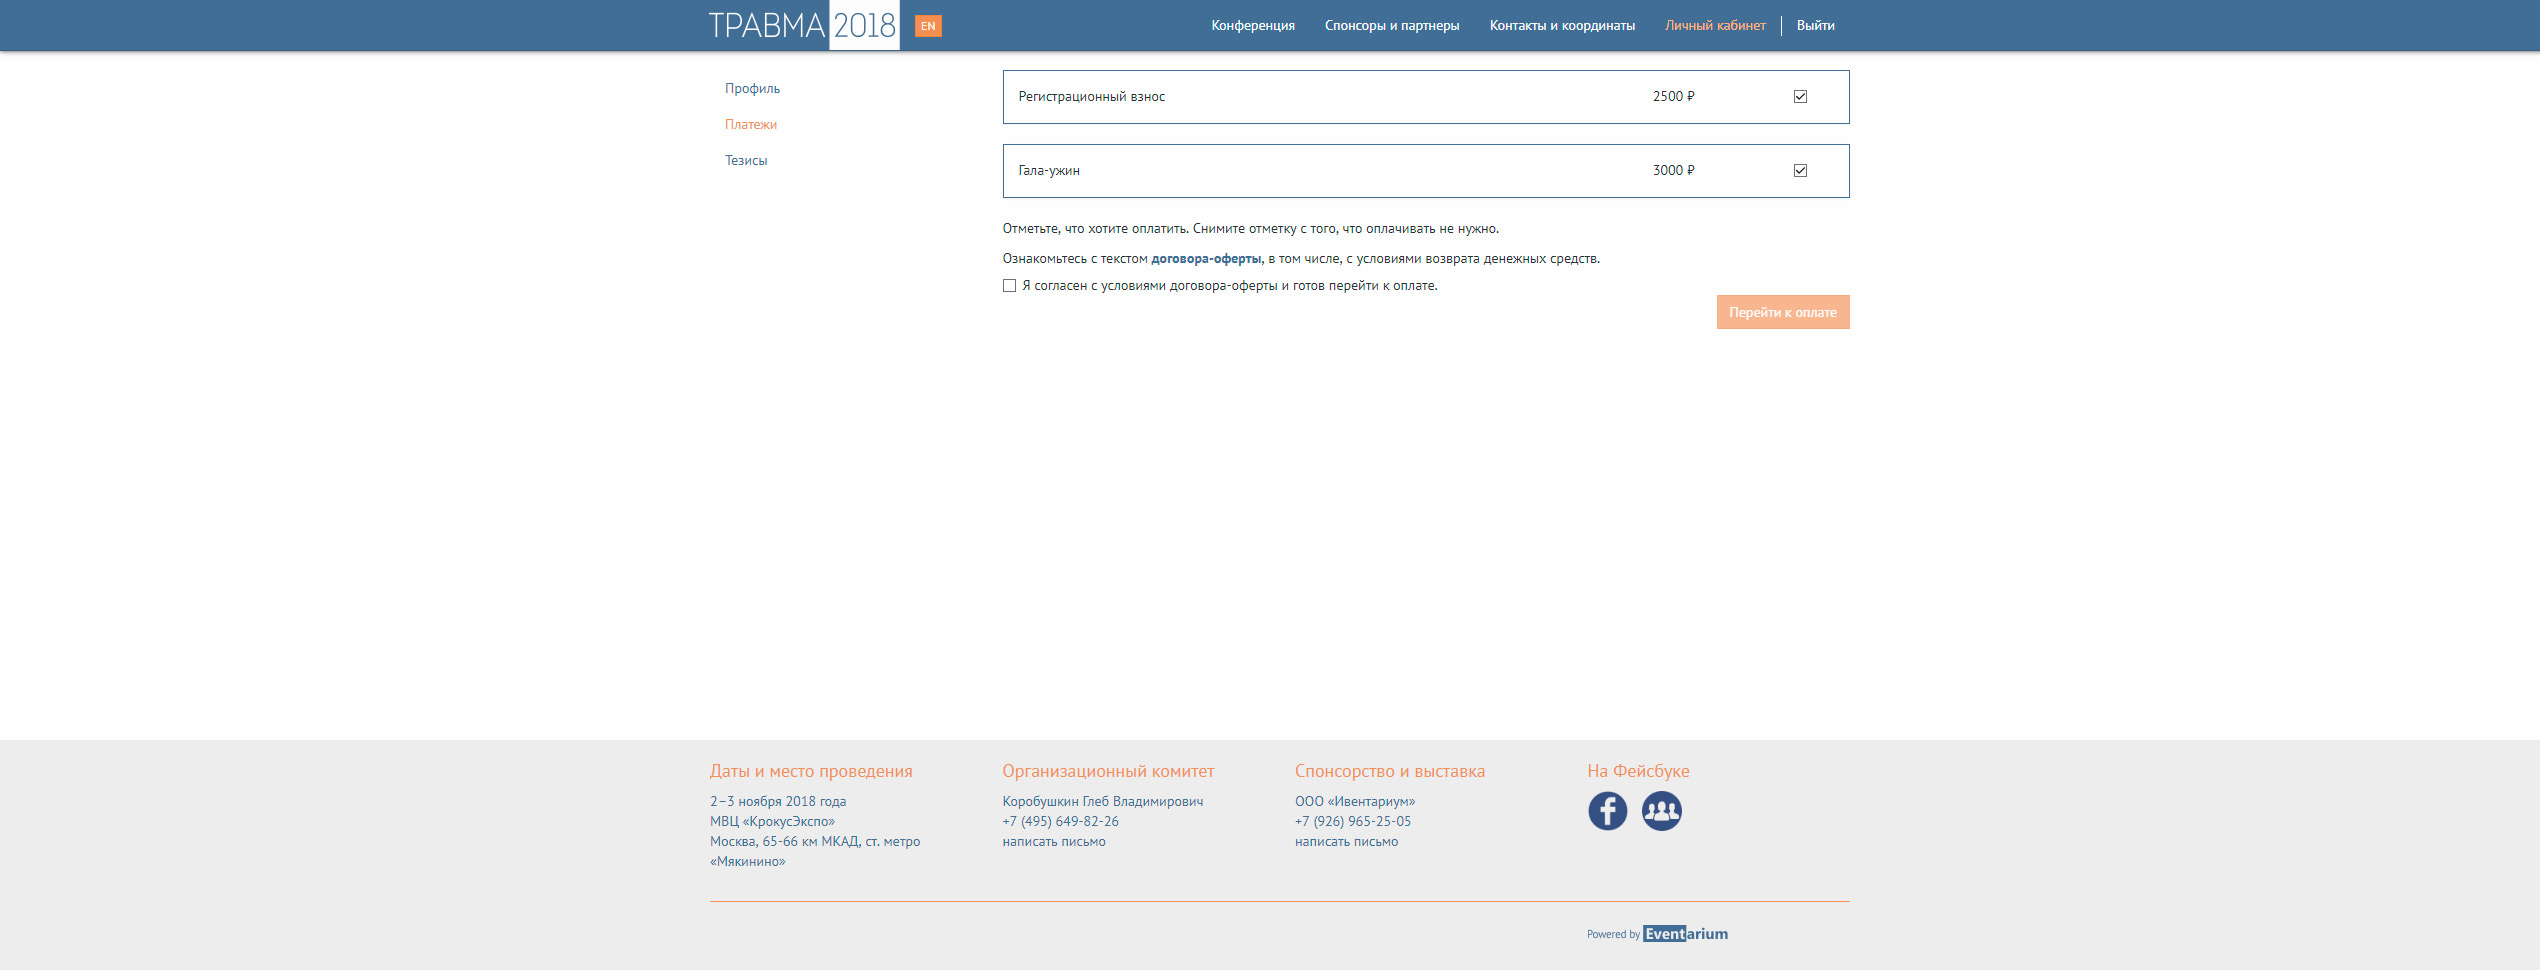 ТРАВМА 2018 EN Конференция Спонсоры и партнеры Контакты и координаты Личный кабинет Выйти
Профиль
Платежи
Тезисы
Регистрационный взнос 2500 ₽
Гала-ужин 3000 ₽
Отметьте, что хотите оплатить. Снимите отметку с того, что оплачивать не нужно.
Ознакомьтесь с текстом договора-оферты, в том числе, с условиями возврата денежных средств.
Я согласен с условиями договора-оферты и готов перейти к оплате.
Перейти к оплате
Даты и место проведения
2–3 ноября 2018 года
МВЦ «КрокусЭкспо»
Москва, 65-66 км МКАД, ст. метро
«Мякинино»
Организационный комитет
Коробушкин Глеб Владимирович
+7 (495) 649-82-26
написать письмо
Спонсорство и выставка
ООО «Ивентариум»
+7 (926) 965-25-05
написать письмо
На Фейсбуке
Powered by Eventarium